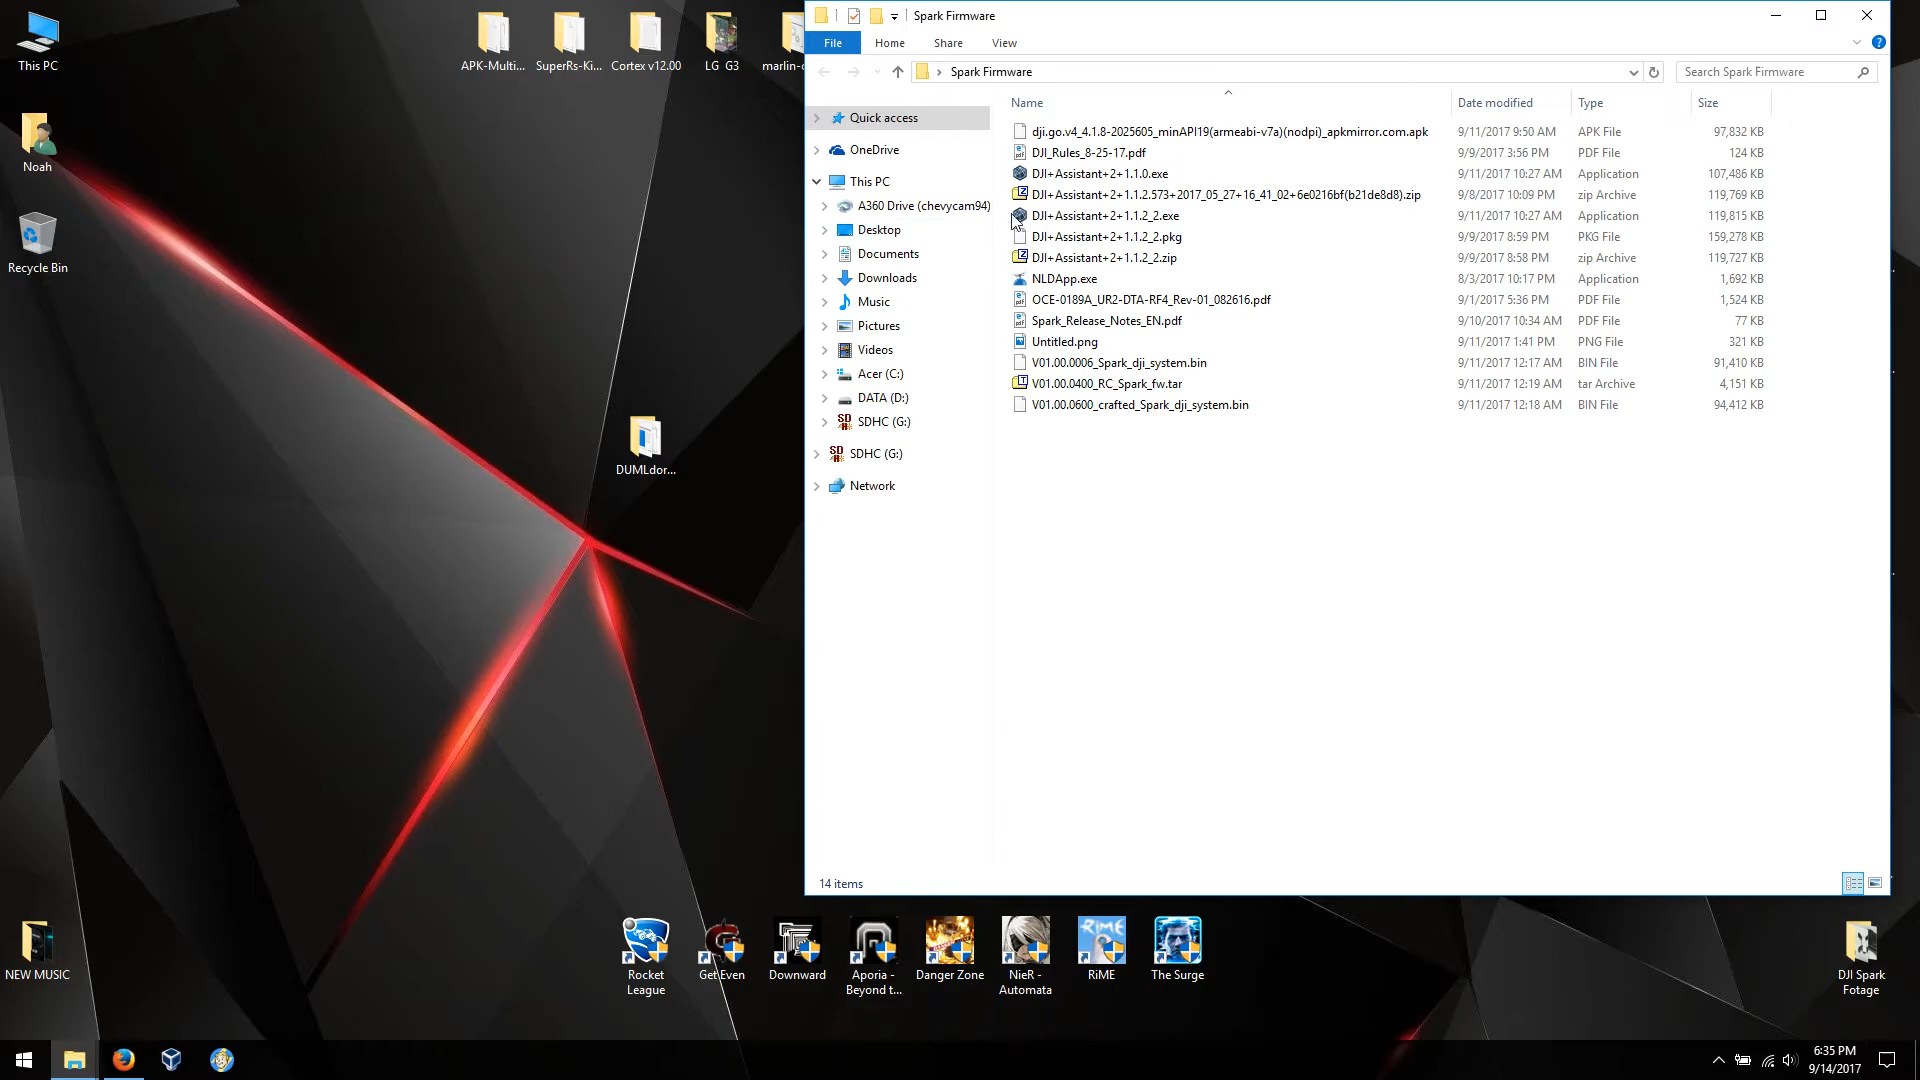 This PC
Noah
Recycle Bin
NEW MUSIC
APK-Multi...
SuperRs-Ki...
Cortex v12.00
LG G3
marlin-c
DUMLdor...
Rocket
League
Get Even
Downward
Aporia -
Beyond t...
Danger Zone
NieR -
Automata
RiME
The Surge
DJI Spark
Fotage
Spark Firmware
File
Home
Share
View
Spark Firmware
Search Spark Firmware
Quick access
OneDrive
This PC
A360 Drive (chevycam94)
Desktop
Documents
Downloads
Music
Pictures
Videos
Acer (C:)
DATA (D:)
SDHC (G:)
SDHC (G:)
Network
Name Date modified Type Size
dji.go.v4_4.1.8-2025605_minAPI19(armeabi-v7a)(nodpi)_apkmirror.com.apk 9/11/2017 9:50 AM APK File 97,832 KB
DJI_Rules_8-25-17.pdf 9/9/2017 3:56 PM PDF File 124 KB
DJI+Assistant+2+1.1.0.exe 9/11/2017 10:27 AM Application 107,486 KB
DJI+Assistant+2+1.1.2.573+2017_05_27+16_41_02+6e0216bf(b21de8d8).zip 9/8/2017 10:09 PM zip Archive 119,769 KB
DJI+Assistant+2+1.1.2_2.exe 9/11/2017 10:27 AM Application 119,815 KB
DJI+Assistant+2+1.1.2_2.pkg 9/9/2017 8:59 PM PKG File 159,278 KB
DJI+Assistant+2+1.1.2_2.zip 9/9/2017 8:58 PM zip Archive 119,727 KB
NLDApp.exe 8/3/2017 10:17 PM Application 1,692 KB
OCE-0189A_UR2-DTA-RF4_Rev-01_082616.pdf 9/1/2017 5:36 PM PDF File 1,524 KB
Spark_Release_Notes_EN.pdf 9/10/2017 10:34 AM PDF File 77 KB
Untitled.png 9/11/2017 1:41 PM PNG File 321 KB
V01.00.0006_Spark_dji_system.bin 9/11/2017 12:17 AM BIN File 91,410 KB
V01.00.0400_RC_Spark_fw.tar 9/11/2017 12:19 AM tar Archive 4,151 KB
V01.00.0600_crafted_Spark_dji_system.bin 9/11/2017 12:18 AM BIN File 94,412 KB
14 items
6:35 PM
9/14/2017